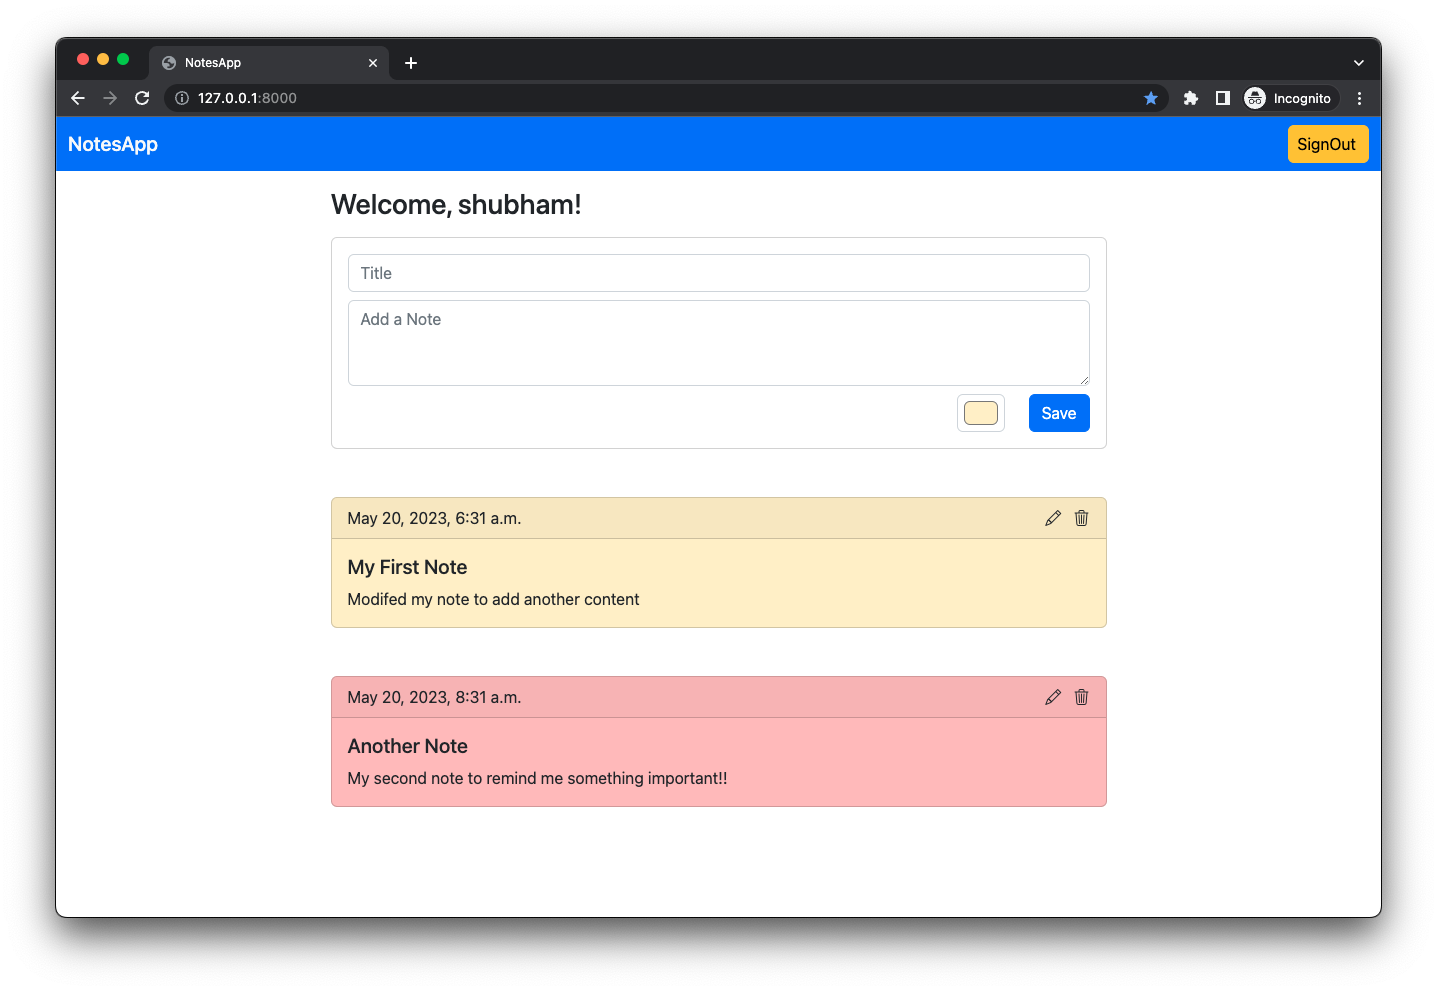 NotesApp
127.0.0.1:8000
Incognito
NotesApp
SignOut
Welcome, shubham!
Title
Add a Note
Save
May 20, 2023, 6:31 a.m.
My First Note
Modifed my note to add another content
May 20, 2023, 8:31 a.m.
Another Note
My second note to remind me something important!!